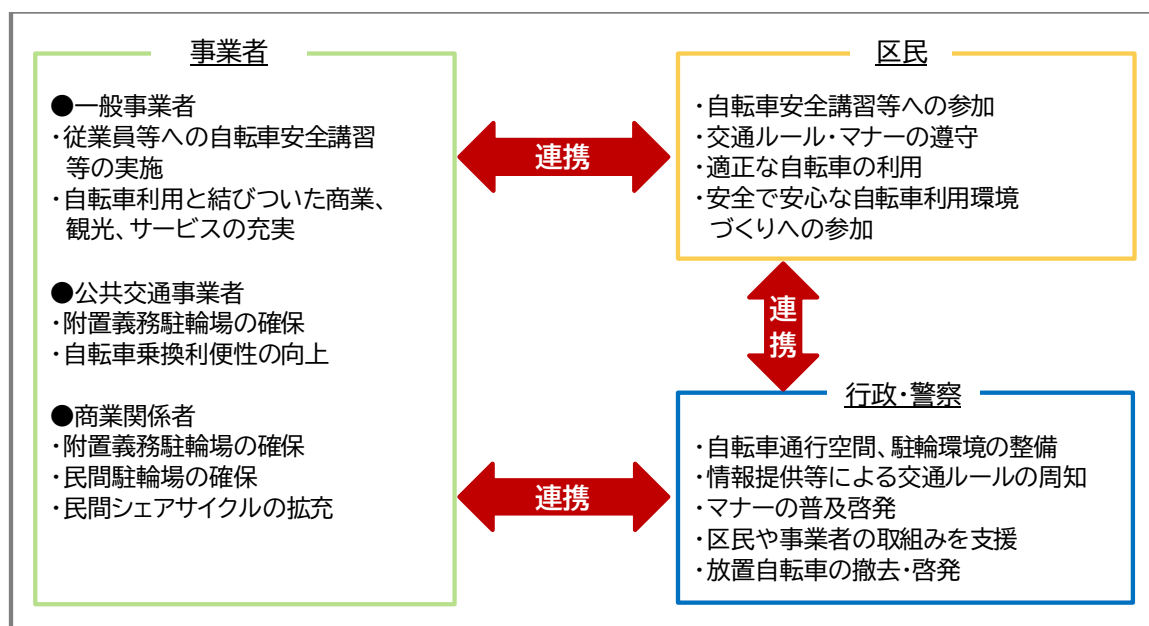 事業者
●一般事業者
・従業員等への自転車安全講習
等の実施
・自転車利用と結びついた商業、
観光、サービスの充実
●公共交通事業者
・附置義務駐輪場の確保
・自転車乗換利便性の向上
●商業関係者
・附置義務駐輪場の確保
・民間駐輪場の確保
・民間シェアサイクルの拡充
連携
区民
・自転車安全講習等への参加
・交通ルール・マナーの遵守
・適正な自転車の利用
・安全で安心な自転車利用環境
づくりへの参加
連携
連携
行政・警察
・自転車通行空間、駐輪環境の整備
・情報提供等による交通ルールの周知
・マナーの普及啓発
・区民や事業者の取組みを支援
・放置自転車の撤去・啓発